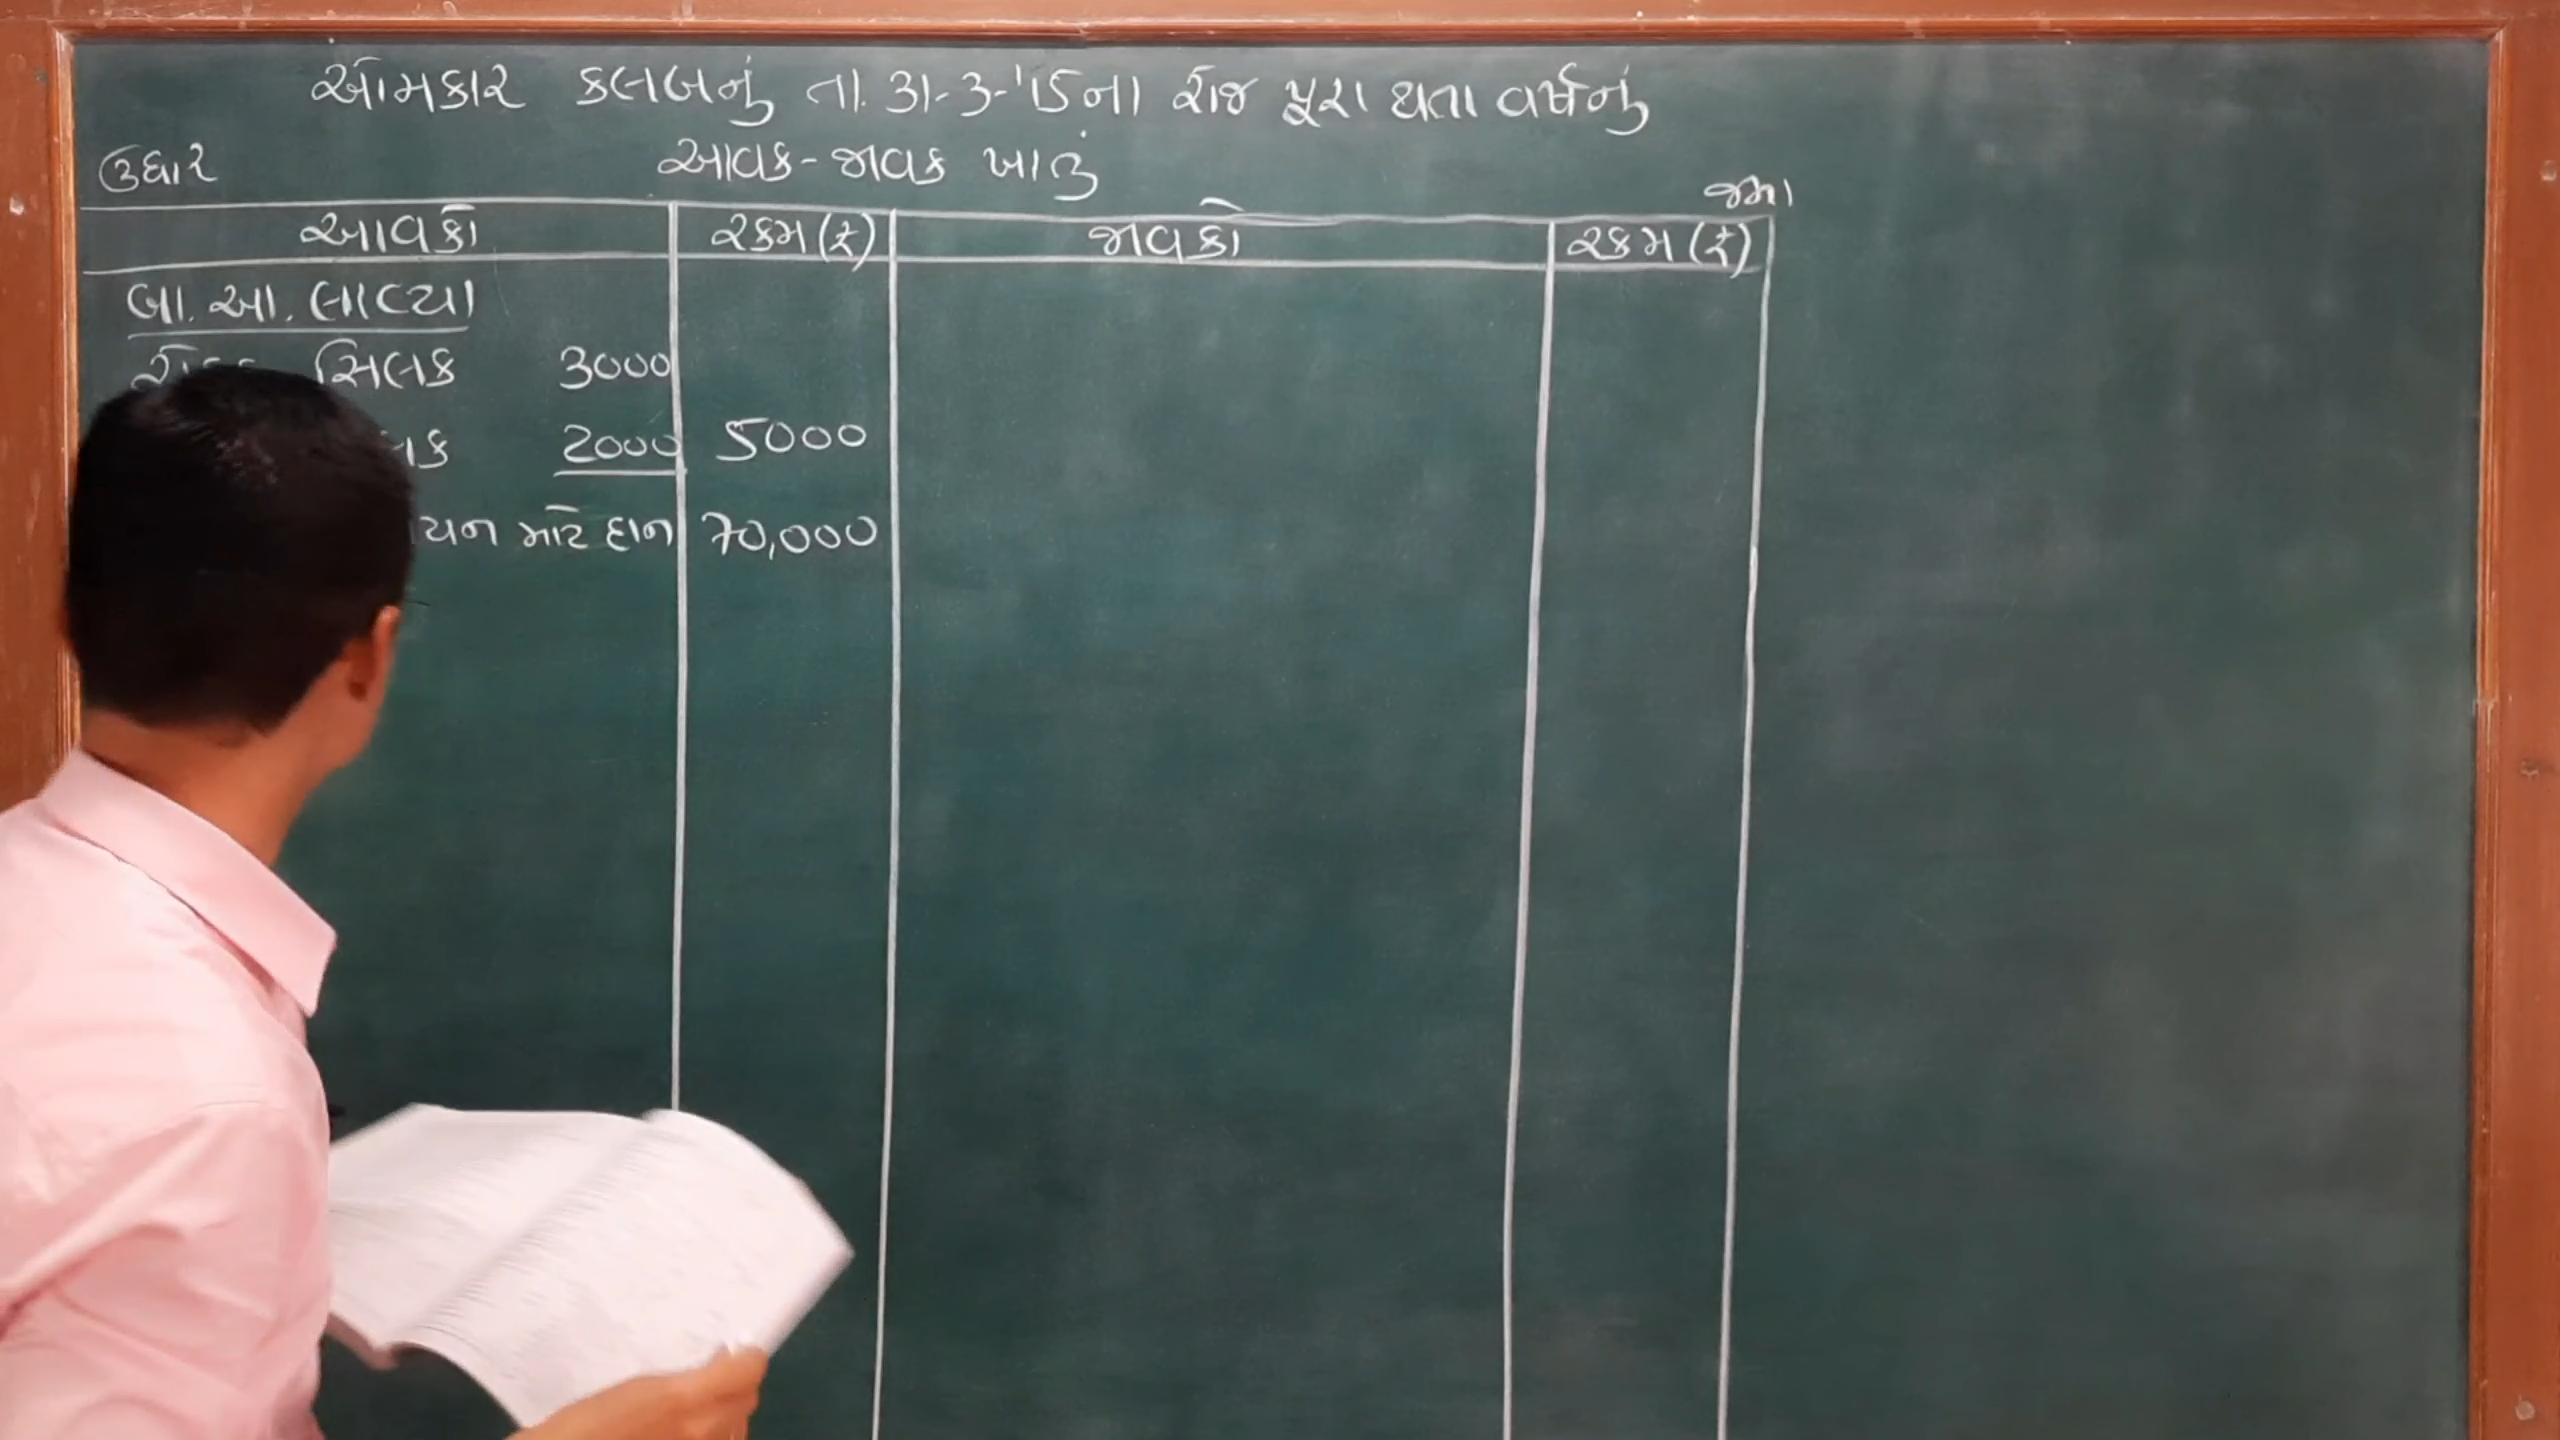 ઓમકાર ક્લબનું તા. 31-3-'15ના રોજ પૂરા થતા વર્ષનું
ઉધાર આવક-જાવક ખાતું જમા
આવકો રકમ (₹) જાવકો રકમ (₹)
બા. આ. લાવ્યા
સિલક 3000
2000 5000
માટે દાન 70,000